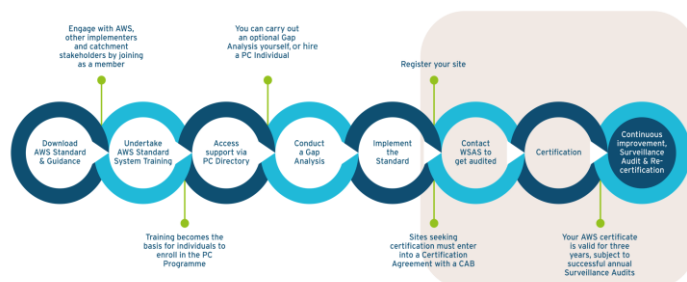 Engage with AWS,
other implementers
and catchment
stakeholders by joining
as a member
You can carry out
an optional Gap
Analysis yourself, or hire
a PC Individual
Register your site
Download
AWS Standard
& Guidance
Undertake
AWS Standard
System Training
Access
support via
PC Directory
Conduct
a Gap
Analysis
Implement
the
Standard
Contact
WSAS to
get audited
Certification
Continuous
improvement,
Surveillance
Audit & Re-
certification
Training becomes the
basis for individuals to
enroll in the PC
Programme
Sites seeking
certification must enter
into a Certification
Agreement with a CAB
Your AWS certificate
is valid for three
years, subject to
successful annual
Surveillance Audits